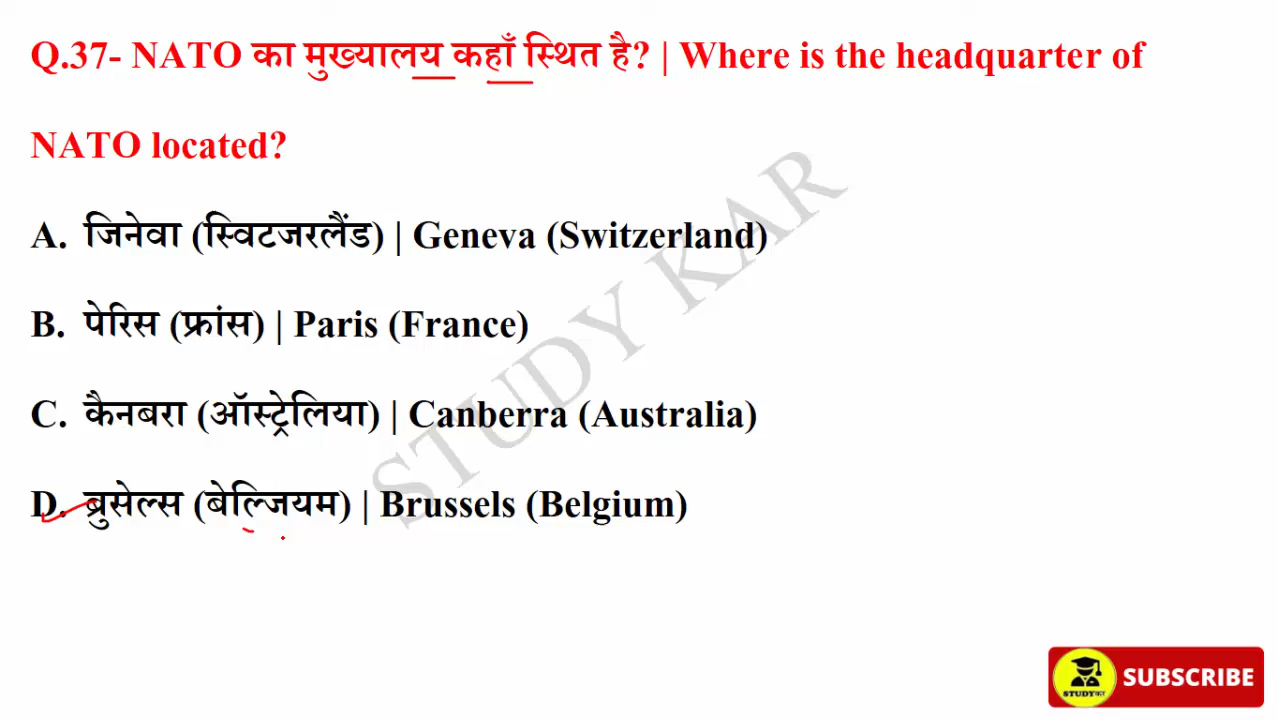 Q.37- NATO का मुख्यालय कहाँ स्थित है? | Where is the headquarter of
NATO located?
A. जिनेवा (स्विटजरलैंड) | Geneva (Switzerland)
B. पेरिस (फ्रांस) | Paris (France)
C. कैनबरा (ऑस्ट्रेलिया) | Canberra (Australia)
D. ब्रुसेल्स (बेल्जियम) | Brussels (Belgium)
STUDY KAR
STUDYकर
SUBSCRIBE